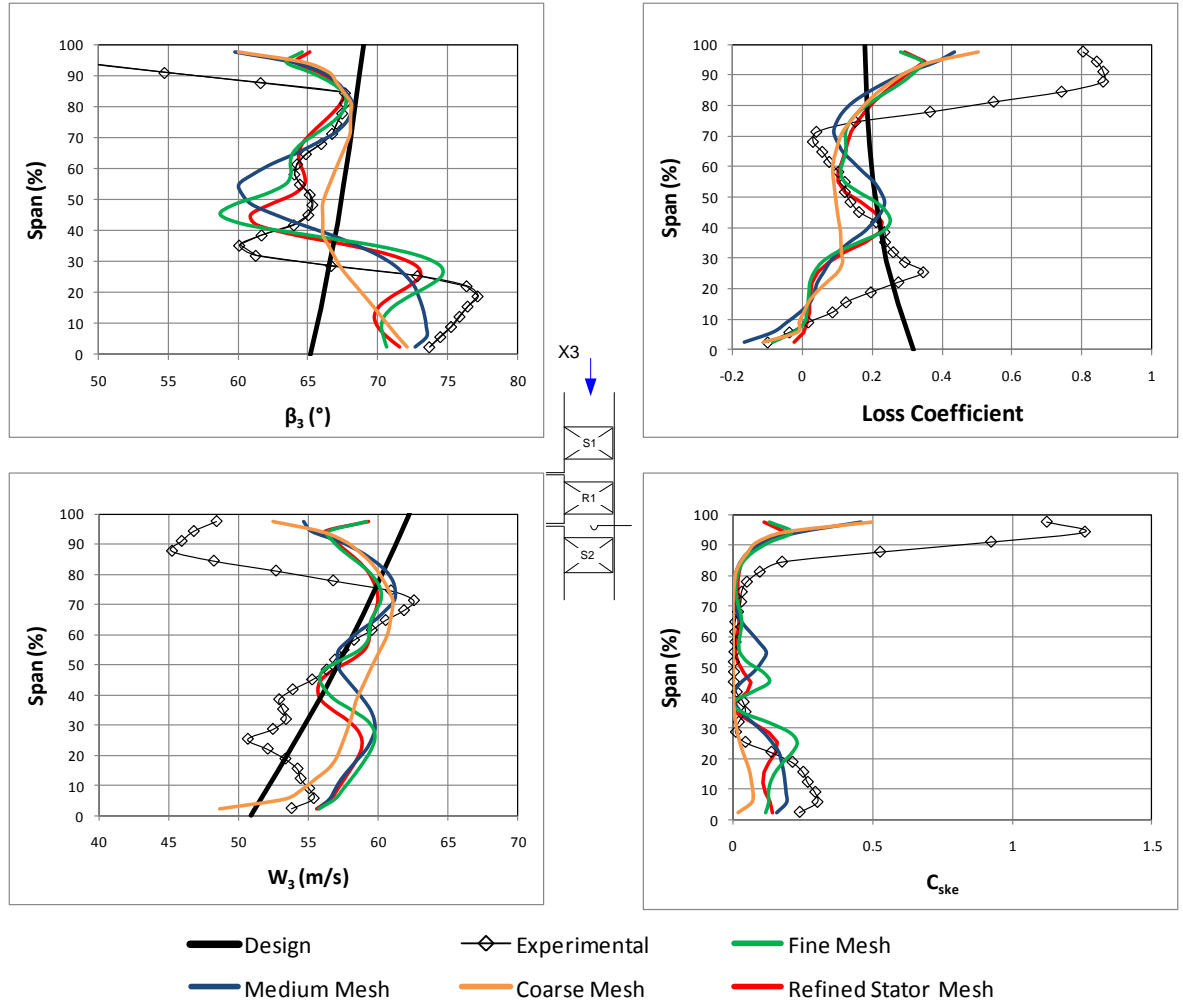 100
90
80
70
60
50
40
30
20
10
0
Span (%)
50 55 60 65 70 75 80
β3 (°)
100
90
80
70
60
50
40
30
20
10
0
Span (%)
-0.2 0 0.2 0.4 0.6 0.8 1
Loss Coefficient
X3
S1
R1
S2
100
90
80
70
60
50
40
30
20
10
0
Span (%)
40 45 50 55 60 65 70
W3 (m/s)
100
90
80
70
60
50
40
30
20
10
0
Span (%)
0 0.5 1 1.5
Cske
Design Experimental Fine Mesh
Medium Mesh Coarse Mesh Refined Stator Mesh